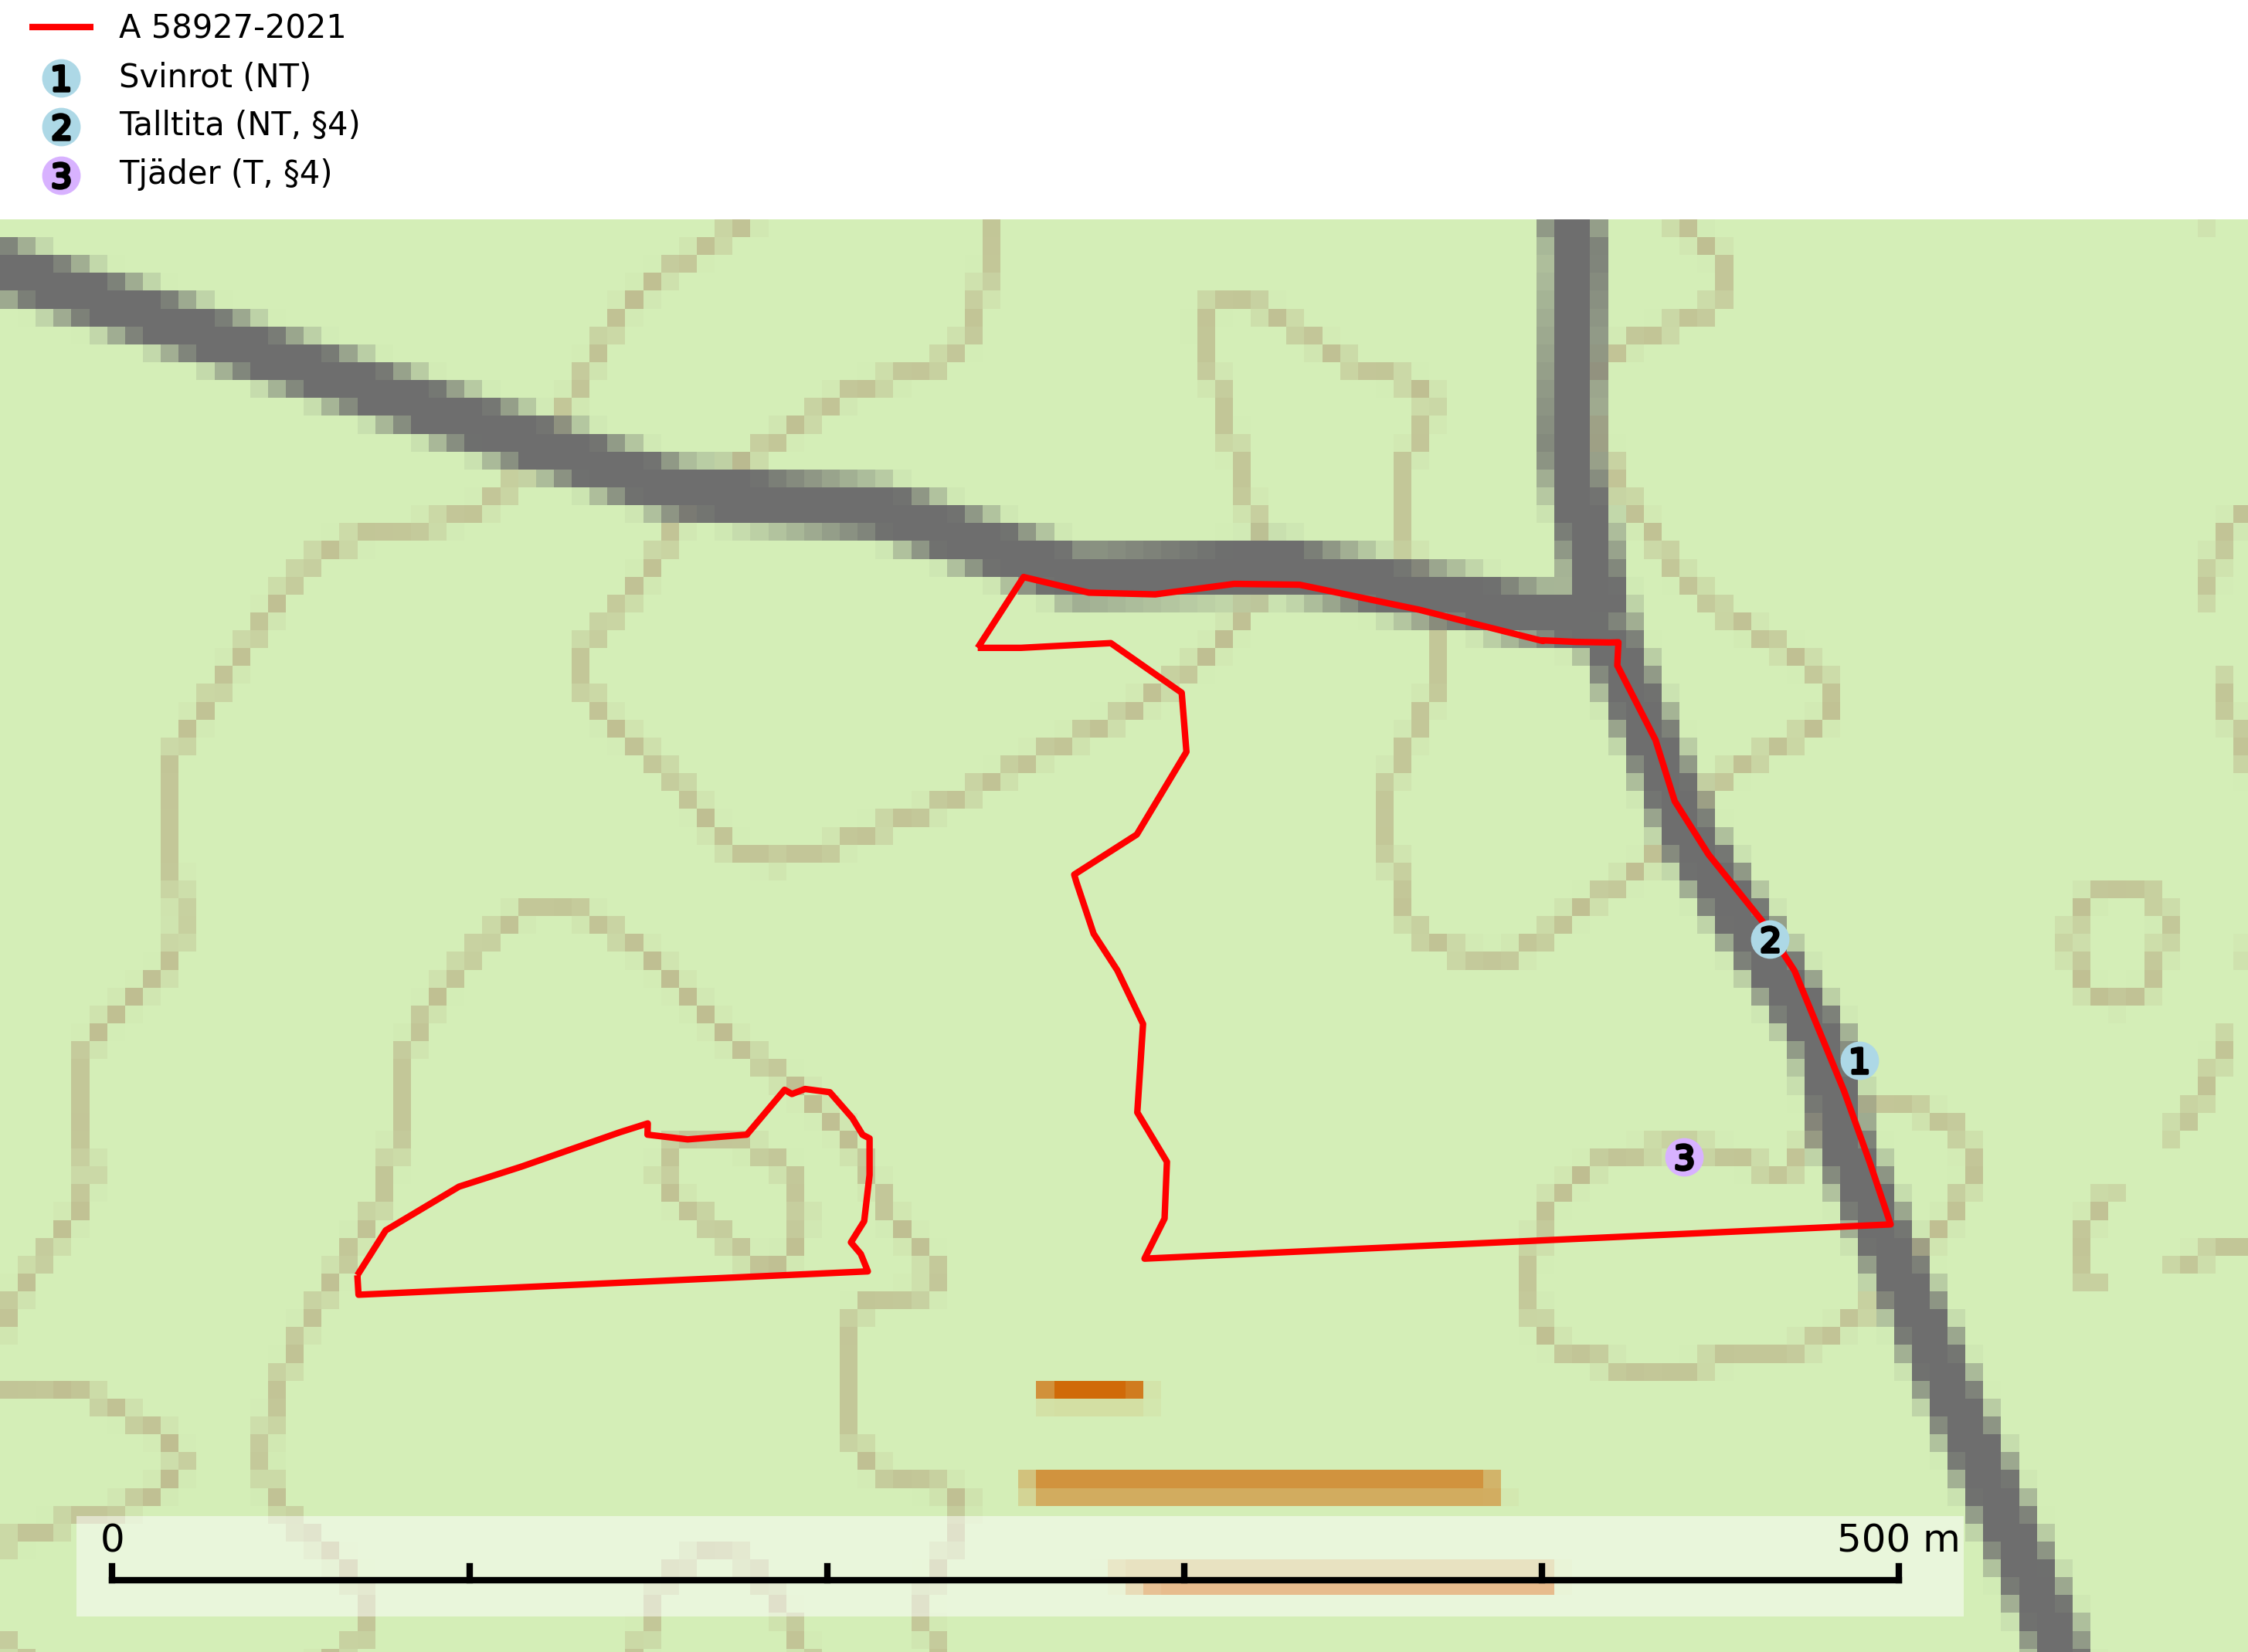 A 58927-2021
1 Svinrot (NT)
2 Talltita (NT, §4)
3 Tjäder (T, §4)
2
1
3
0 500 m